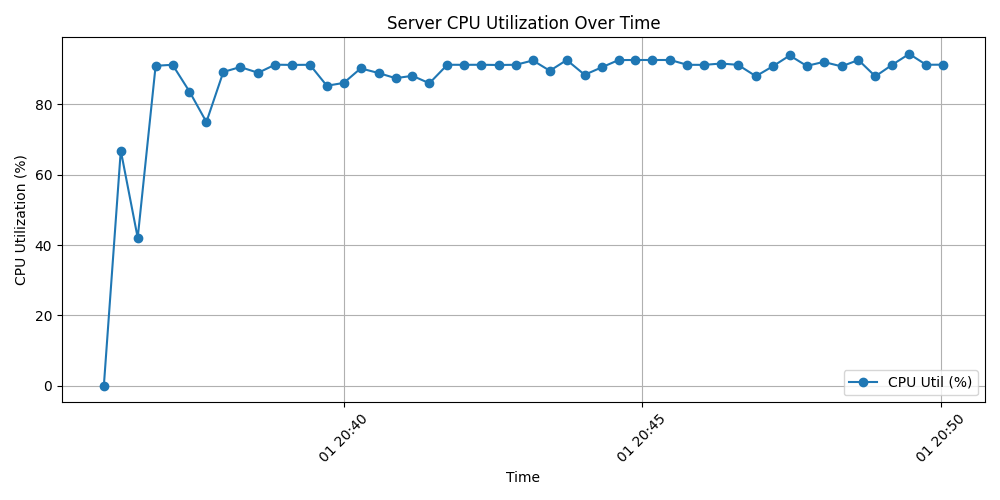 Server CPU Utilization Over Time
CPU Utilization (%)
80
60
40
20
0
01 20:40
01 20:45
01 20:50
Time
CPU Util (%)